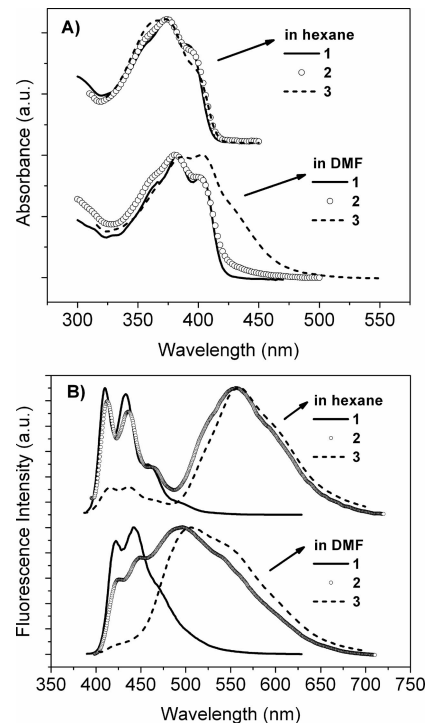 A)
in hexane
1
2
3
in DMF
1
2
3
Absorbance (a.u.)
300 350 400 450 500 550
Wavelength (nm)
B)
in hexane
1
2
3
in DMF
1
2
3
Fluorescence Intensity (a.u.)
350 400 450 500 550 600 650 700 750
Wavelength (nm)